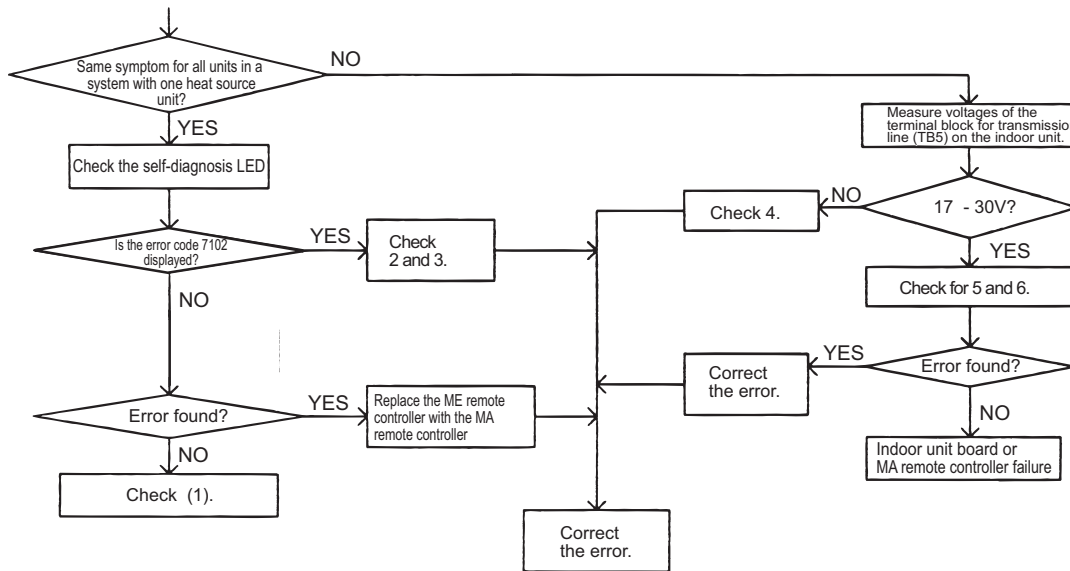 Same symptom for all units in a
system with one heat source
unit?
NO
YES
Check the self-diagnosis LED
Is the error code 7102
displayed?
YES
Check
2 and 3.
NO
Error found?
YES
Replace the ME remote
controller with the MA
remote controller
NO
Check (1).
Measure voltages of the
terminal block for transmissio
line (TB5) on the indoor unit.
17 - 30V?
NO
Check 4.
YES
Check for 5 and 6.
Error found?
YES
Correct
the error.
NO
Indoor unit board or
MA remote controller failure
Correct
the error.